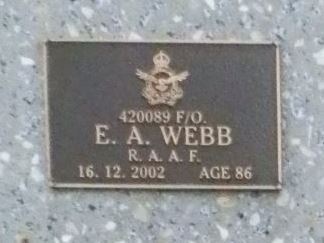 420089 F/O.
E. A. WEBB
R. A. A. F.
16. 12. 2002 AGE 86